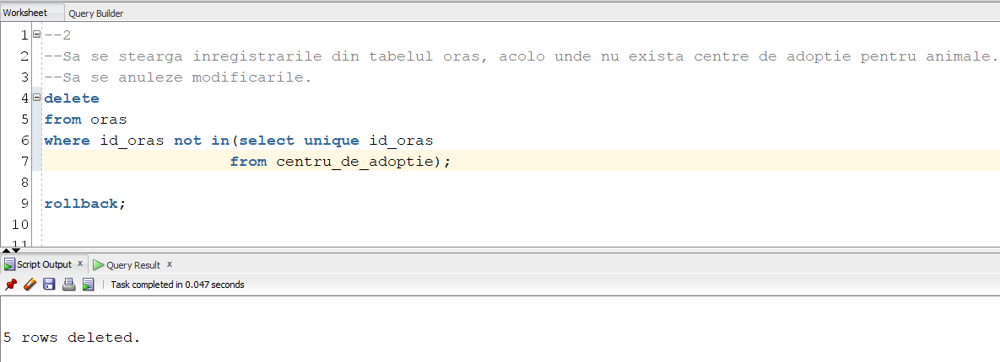 Worksheet Query Builder
1 --2
2 --Sa se stearga inregistrarile din tabelul oras, acolo unde nu exista centre de adoptie pentru animale.
3 --Sa se anuleze modificarile.
4 delete
5 from oras
6 where id_oras not in(select unique id_oras
7 from centru_de_adoptie);
8
9 rollback;
10
11
Script Output x Query Result x
Task completed in 0.047 seconds
5 rows deleted.